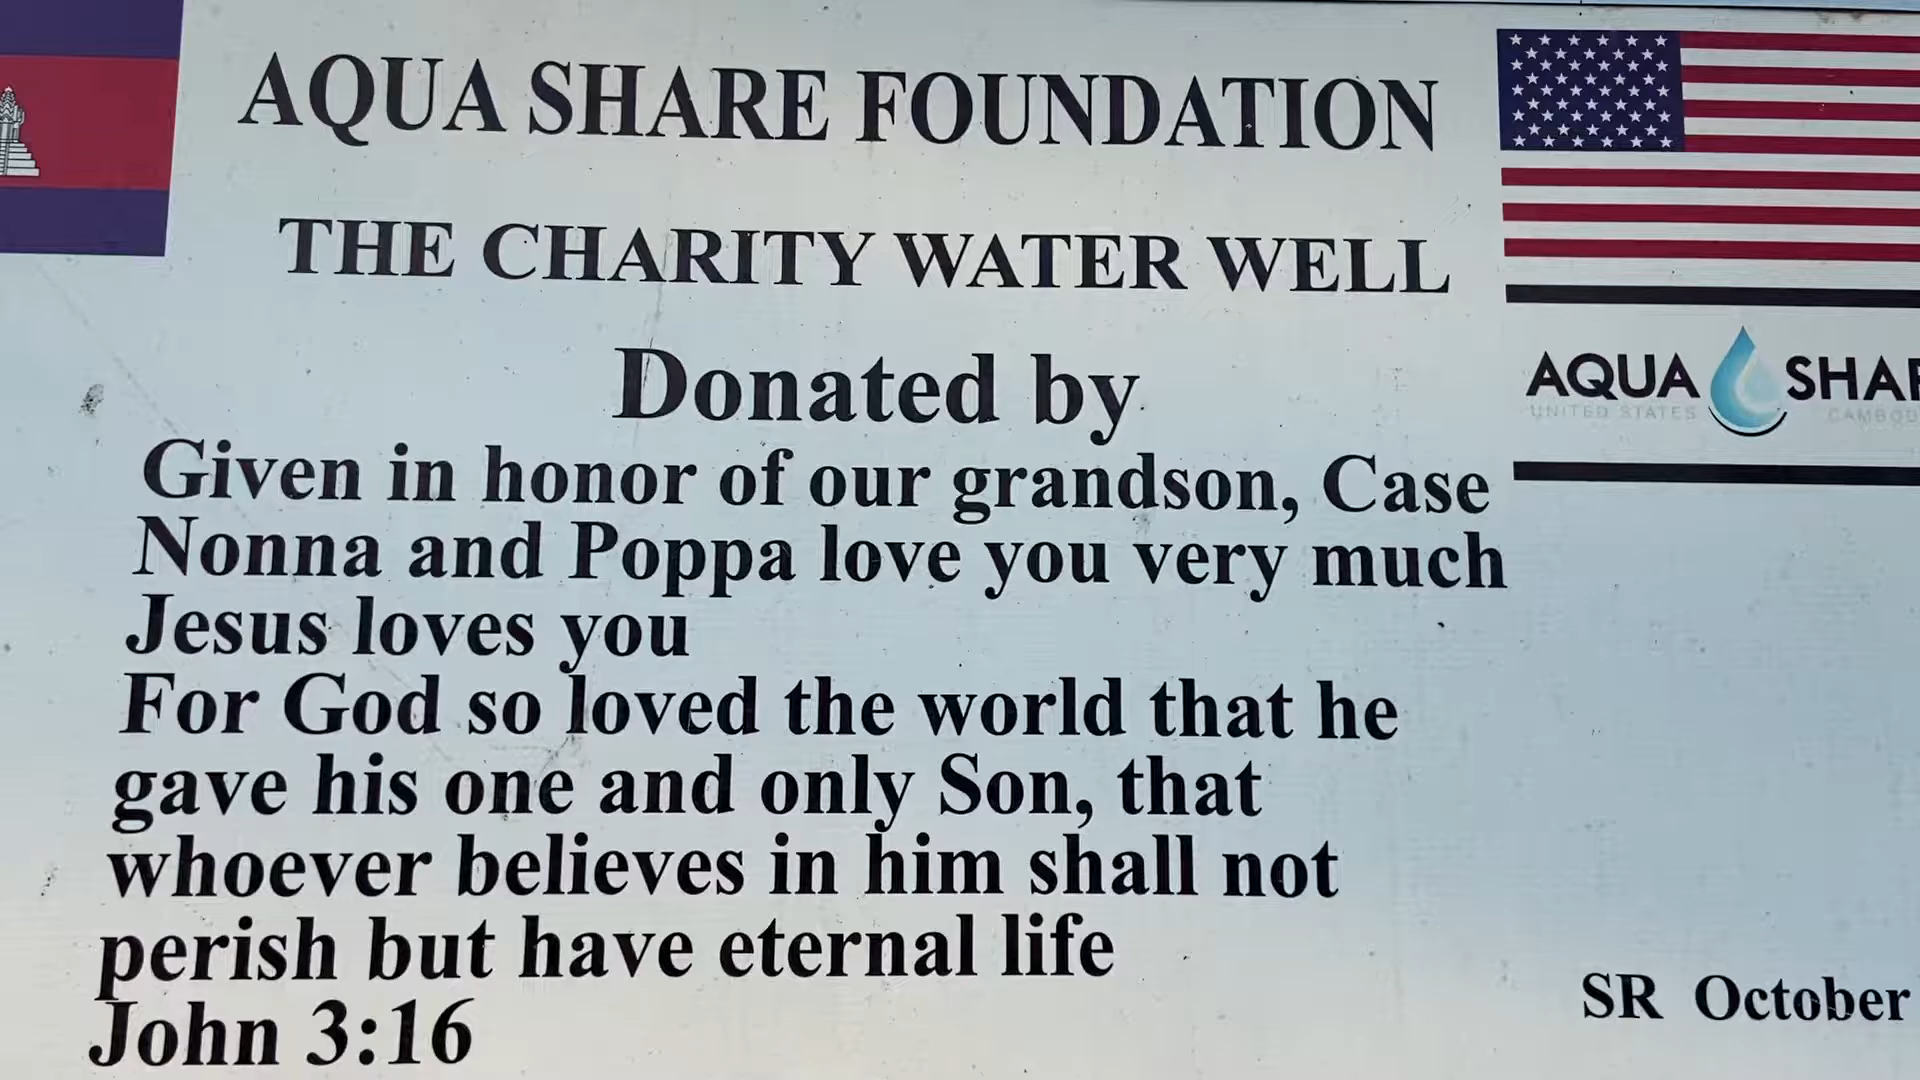 AQUA SHARE FOUNDATION
THE CHARITY WATER WELL
AQUA SHAR
UNITED STATES CAMBOD
Donated by
Given in honor of our grandson, Case
Nonna and Poppa love you very much
Jesus loves you
For God so loved the world that he
gave his one and only Son, that
whoever believes in him shall not
perish but have eternal life
John 3:16
SR October